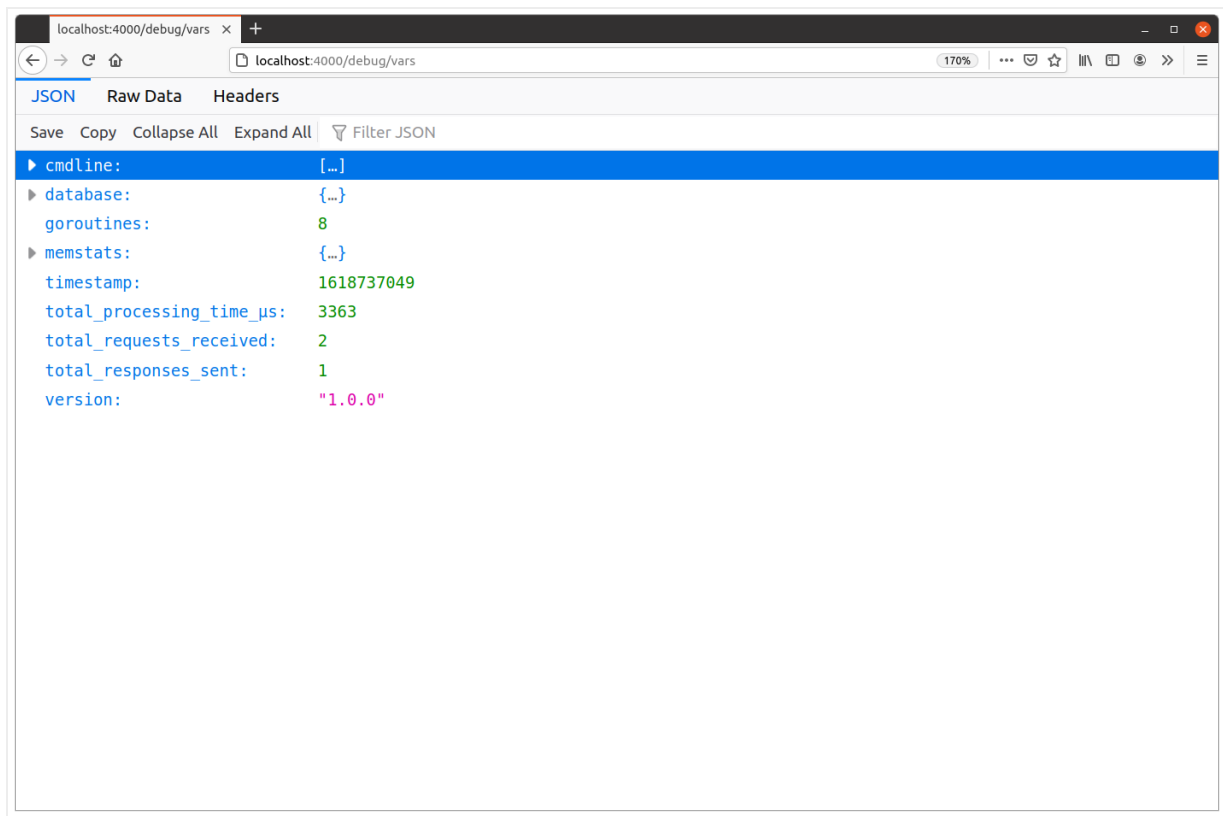 localhost:4000/debug/vars
localhost:4000/debug/vars 170%
JSON Raw Data Headers
Save Copy Collapse All Expand All Filter JSON
cmdline: […]
database: {…}
goroutines: 8
memstats: {…}
timestamp: 1618737049
total_processing_time_μs: 3363
total_requests_received: 2
total_responses_sent: 1
version: "1.0.0"